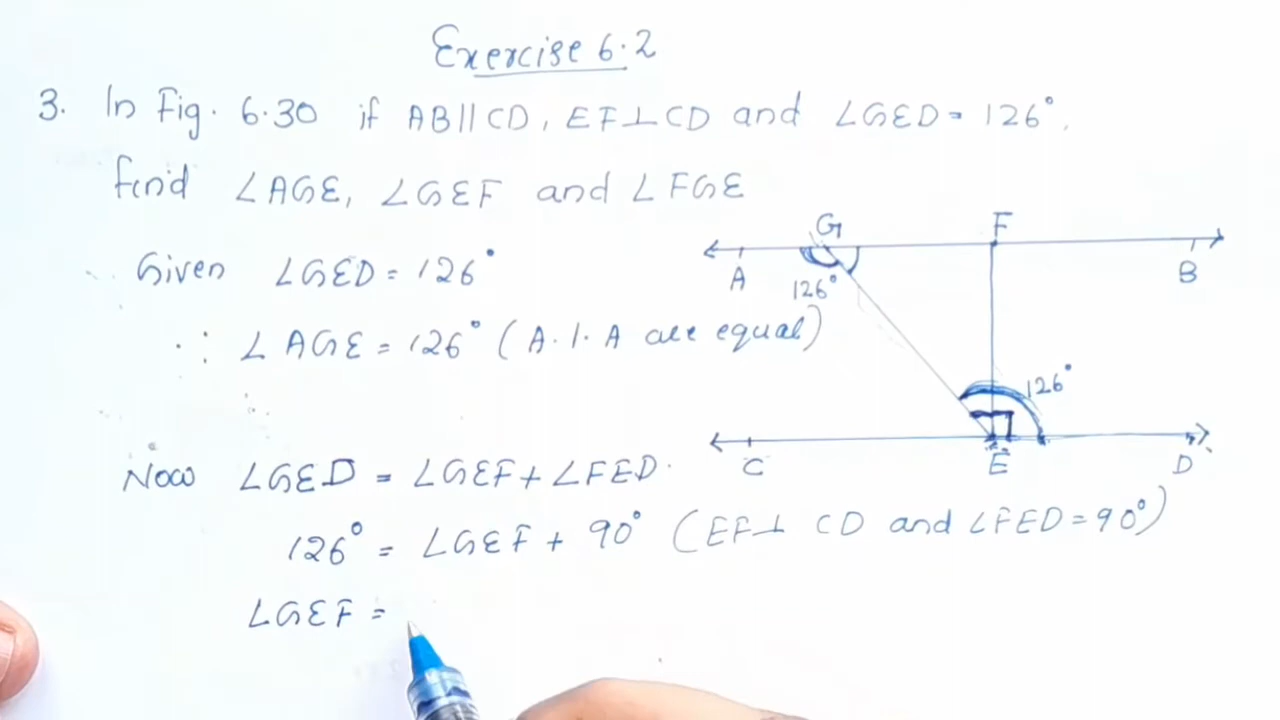 Exercise 6.2
3. In Fig. 6.30 if AB||CD, EF⊥CD and ∠GED = 126°.
find ∠AGE, ∠GEF and ∠FGE
Given ∠GED = 126°
∴ ∠AGE = 126° (A.I.A are equal)
Now ∠GED = ∠GEF + ∠FED.
126° = ∠GEF + 90° (EF⊥ CD and ∠FED = 90°)
∠GEF =
G F
A 126° B
126°
C E D